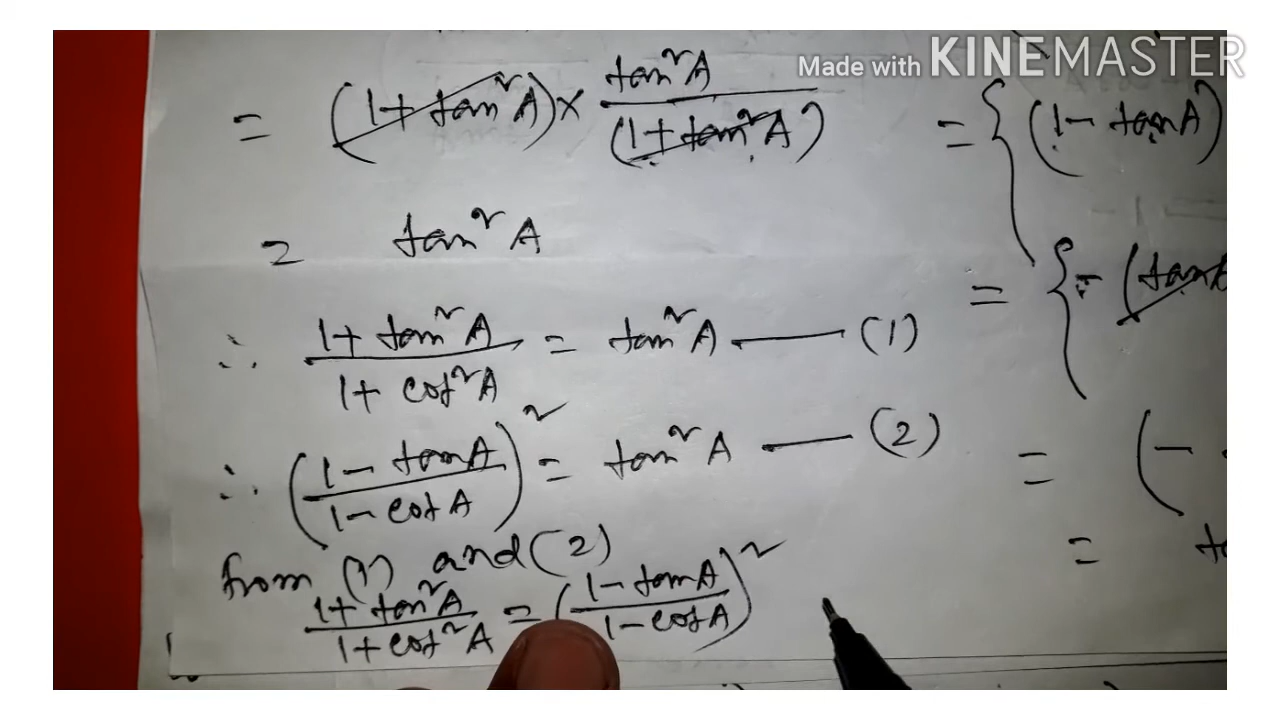 Made with KINEMASTER
= (1 + tan²A) × tan²A / (1 + tan²A)
= tan²A
∴ (1 + tan²A) / (1 + cot²A) = tan²A —— (1)
∴ ((1 - tanA) / (1 - cotA))² = tan²A —— (2)
from (1) and (2)
(1 + tan²A) / (1 + cot²A) = ((1 - tanA) / (1 - cotA))²
= { (1 - tanA)
= { - (tan
= (-
=